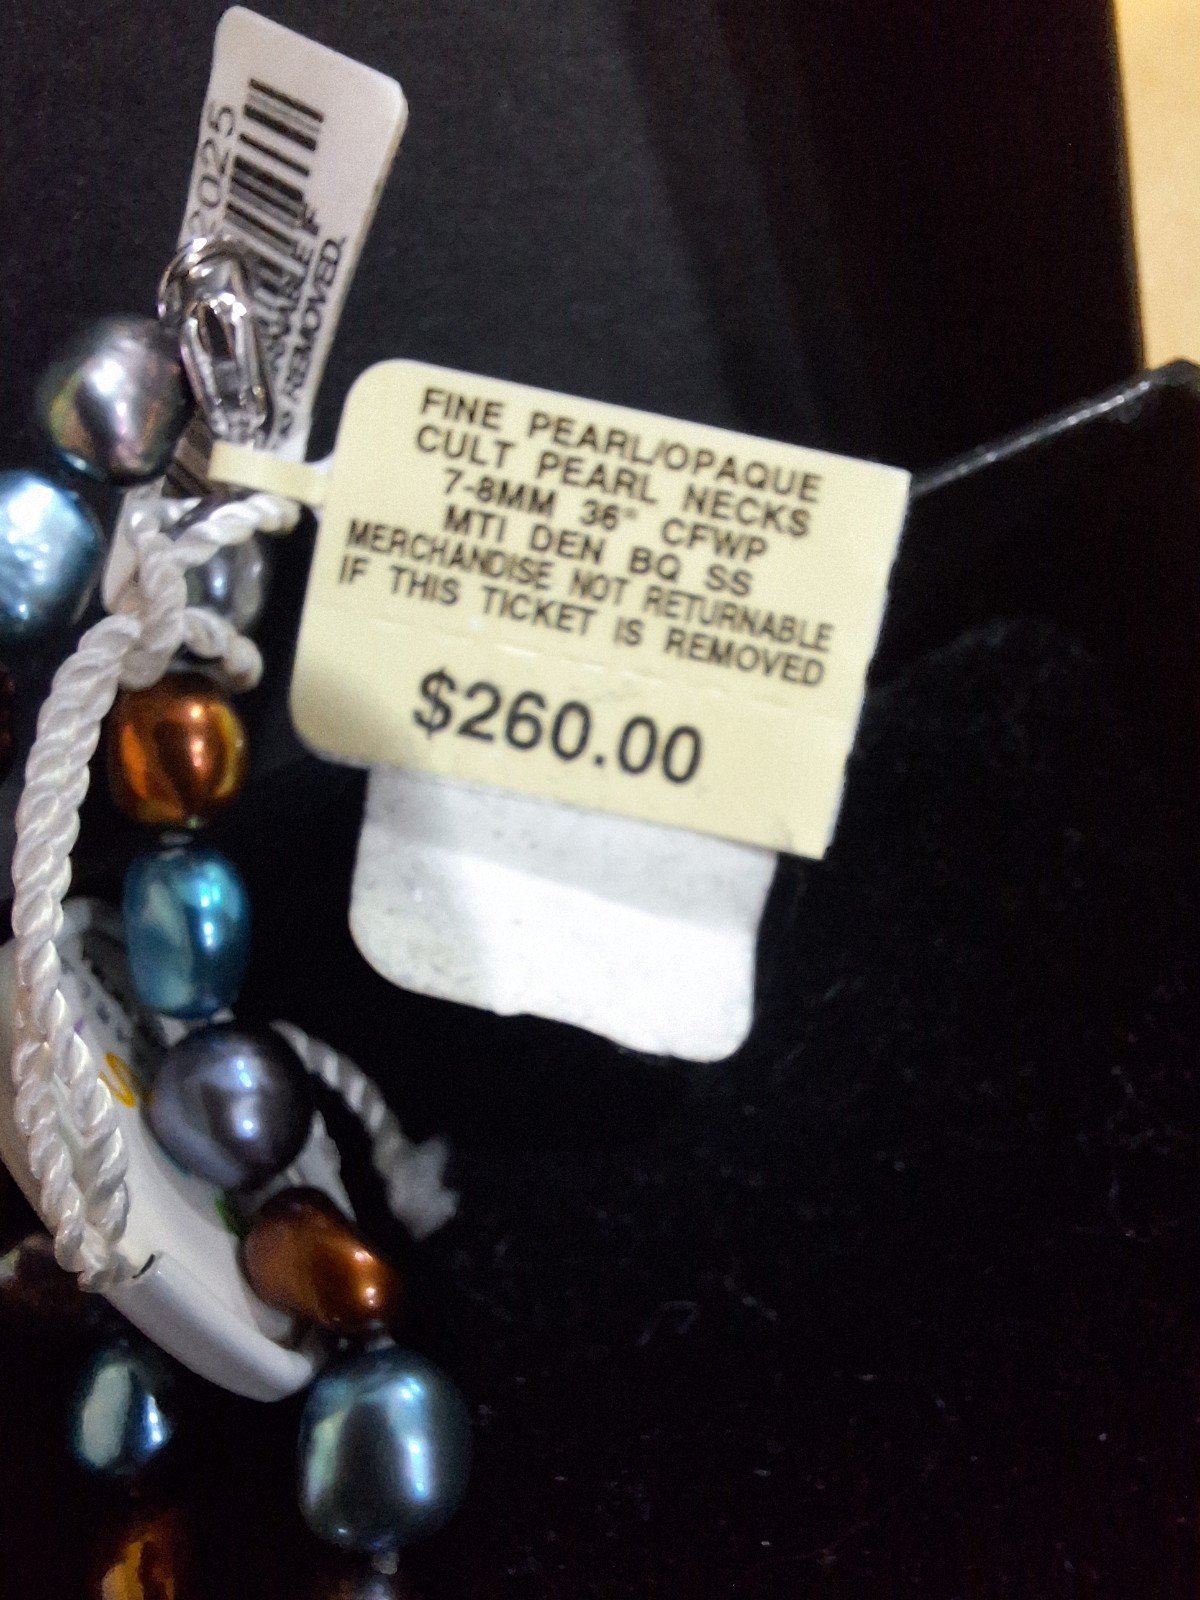 2025
REMOVED.
FINE PEARL/OPAQUE
CULT PEARL NECKS
7-8MM 36" CFWP
MTI DEN BQ SS
MERCHANDISE NOT RETURNABLE
IF THIS TICKET IS REMOVED
$260.00